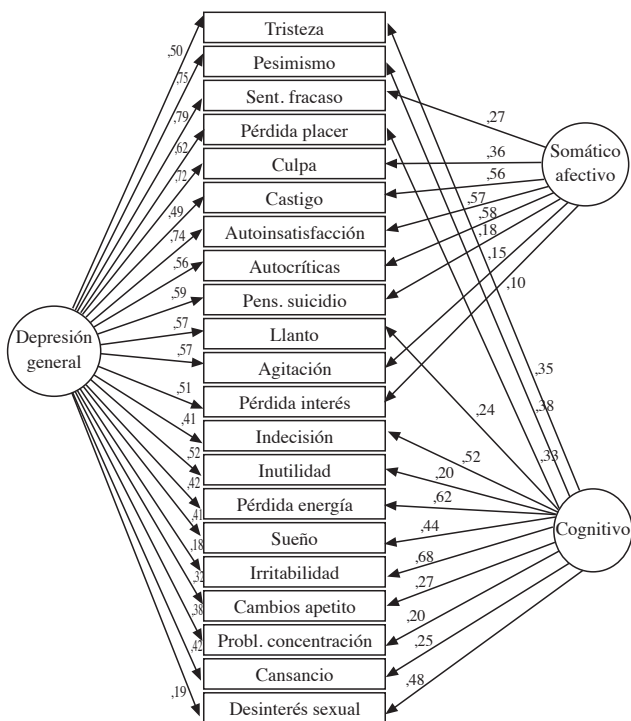 Tristeza
Pesimismo
Sent. fracaso
Pérdida placer
Culpa
Castigo
Autoinsatisfacción
Autocríticas
Pens. suicidio
Llanto
Agitación
Pérdida interés
Indecisión
Inutilidad
Pérdida energía
Sueño
Irritabilidad
Cambios apetito
Probl. concentración
Cansancio
Desinterés sexual
Depresión
general
,50
,75
,79
,62
,72
,49
,74
,56
,59
,57
,57
,51
,41
,52
,42
,41
,18
,32
,38
,42
,19
Somático
afectivo
,27
,36
,56
,57
,58
,18
,15
,10
Cognitivo
,35
,38
,33
,24
,52
,20
,62
,44
,68
,27
,20
,25
,48